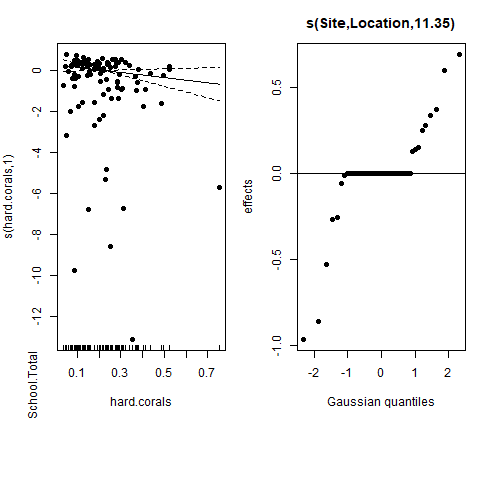 s(Site,Location,11.35)
s(hard.corals,1)
0
-2
-4
-6
-8
-10
-12
School.Total
0.1 0.3 0.5 0.7
hard.corals
effects
0.5
0.0
-0.5
-1.0
-2 -1 0 1 2
Gaussian quantiles